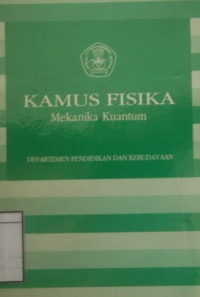 KAMUS FISIKA
Mekanika Kuantum
DEPARTEMEN PENDIDIKAN DAN KEBUDAYAAN